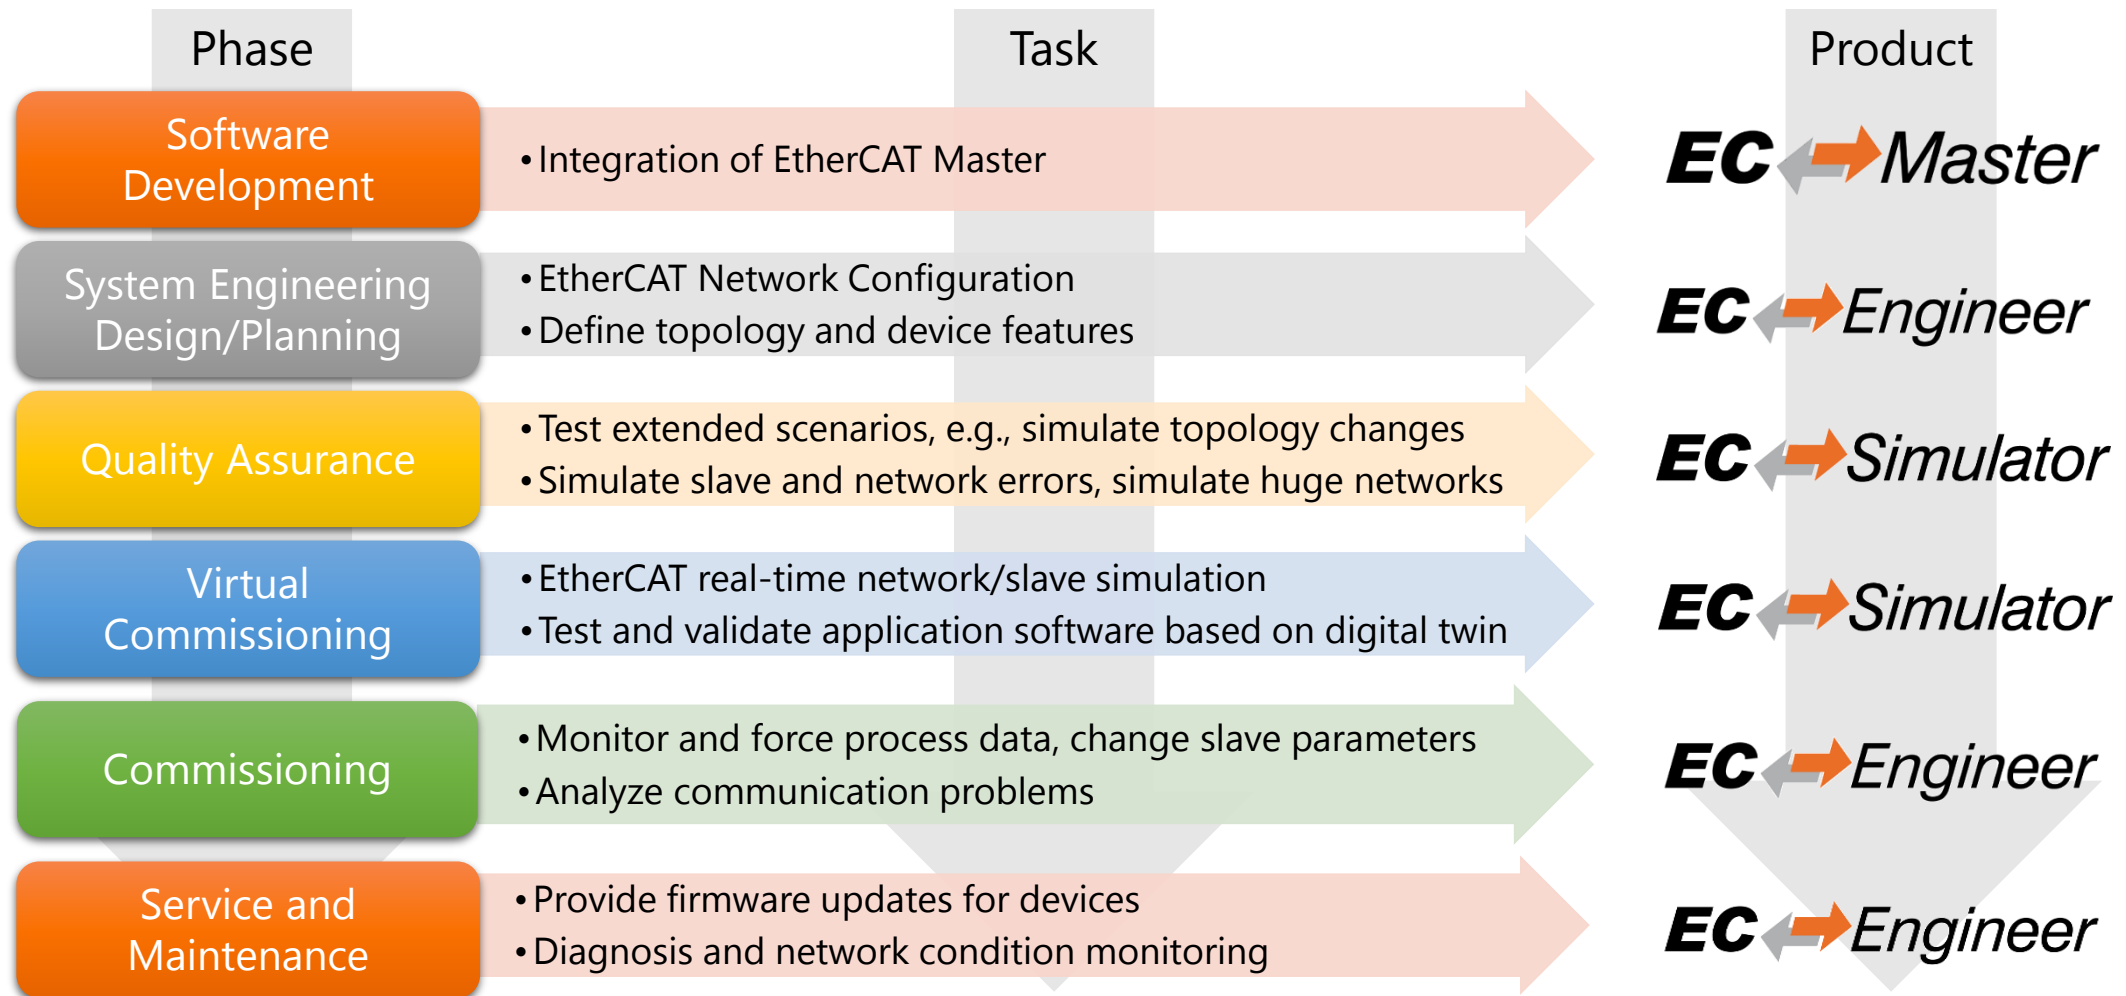 Phase
Task
Product
Software
Development
• Integration of EtherCAT Master
EC Master
System Engineering
Design/Planning
• EtherCAT Network Configuration
• Define topology and device features
EC Engineer
Quality Assurance
• Test extended scenarios, e.g., simulate topology changes
• Simulate slave and network errors, simulate huge networks
EC Simulator
Virtual
Commissioning
• EtherCAT real-time network/slave simulation
• Test and validate application software based on digital twin
EC Simulator
Commissioning
• Monitor and force process data, change slave parameters
• Analyze communication problems
EC Engineer
Service and
Maintenance
• Provide firmware updates for devices
• Diagnosis and network condition monitoring
EC Engineer